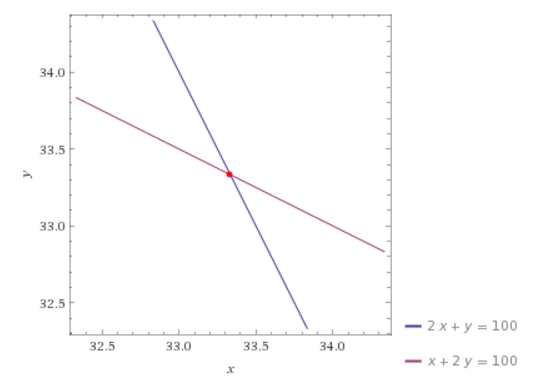 34.0
33.5
y
33.0
32.5
32.5 33.0 33.5 34.0
x
2 x + y = 100
x + 2 y = 100